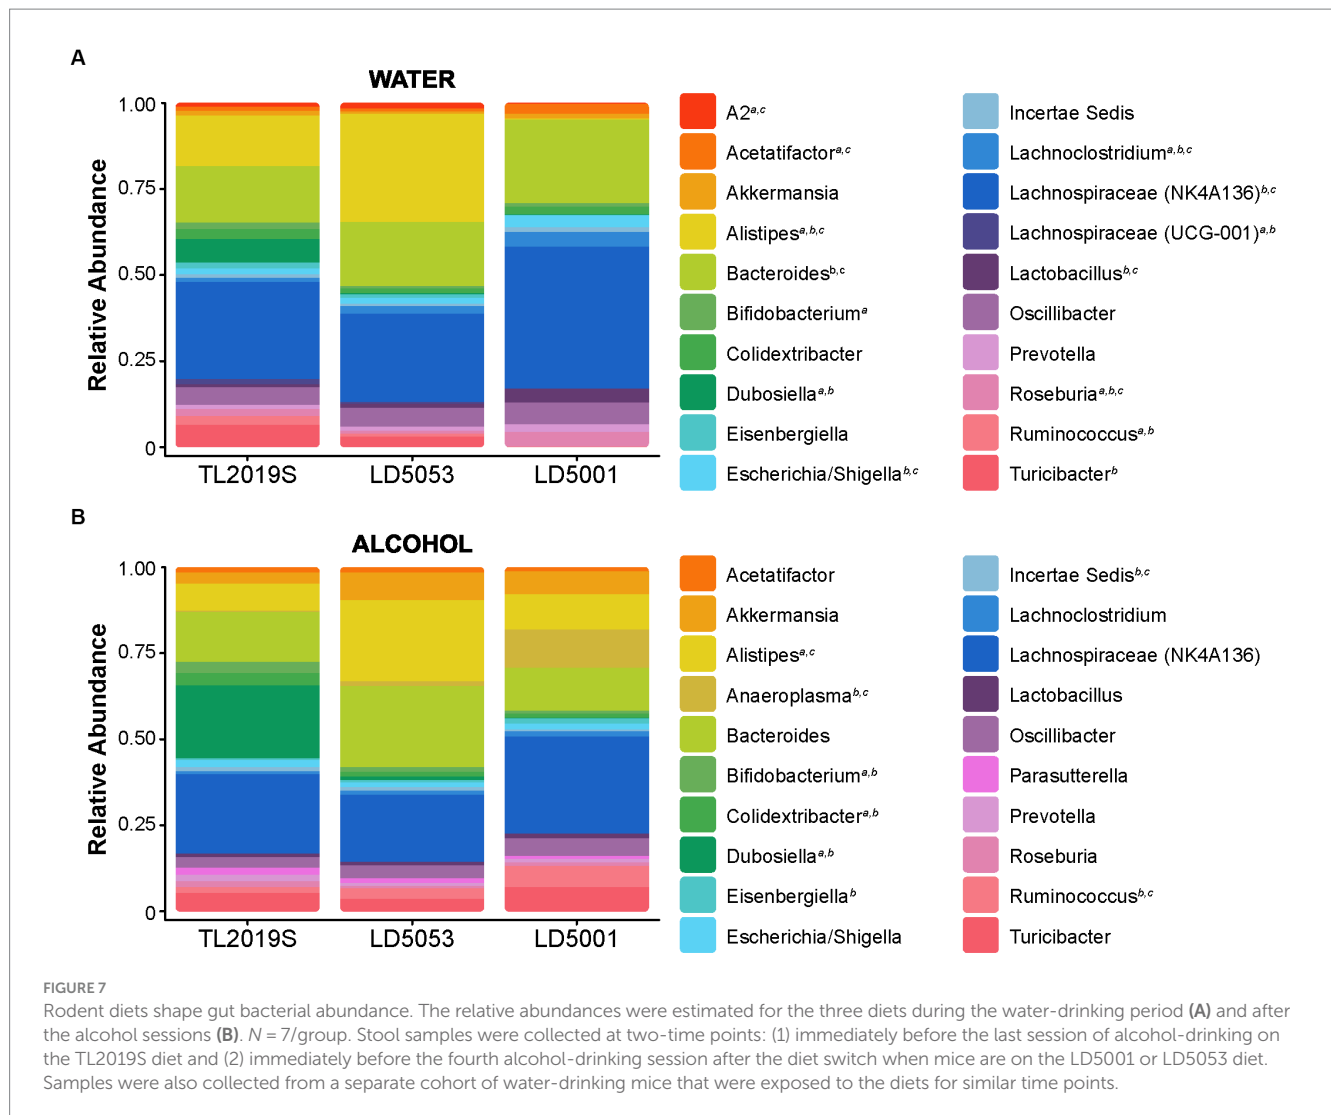 A
WATER
1.00
0.75
0.50
0.25
0
Relative Abundance
TL2019S
LD5053
LD5001
A2a,c
Acetatifactora,c
Akkermansia
Alistipesa,b,c
Bacteroidesb,c
Bifidobacteriuma
Colidextribacter
Dubosiellaa,b
Eisenbergiella
Escherichia/Shigellab,c
Incertae Sedis
Lachnoclostridiuma,b,c
Lachnospiraceae (NK4A136)b,c
Lachnospiraceae (UCG-001)a,b
Lactobacillusb,c
Oscillibacter
Prevotella
Roseburiaa,b,c
Ruminococcusa,b
Turicibacterb
B
ALCOHOL
1.00
0.75
0.50
0.25
0
Relative Abundance
TL2019S
LD5053
LD5001
Acetatifactor
Akkermansia
Alistipesa,c
Anaeroplasmab,c
Bacteroides
Bifidobacteriuma,b
Colidextribactera,b
Dubosiellaa,b
Eisenbergiellab
Escherichia/Shigella
Incertae Sedisb,c
Lachnoclostridium
Lachnospiraceae (NK4A136)
Lactobacillus
Oscillibacter
Parasutterella
Prevotella
Roseburia
Ruminococcusb,c
Turicibacter
FIGURE 7
Rodent diets shape gut bacterial abundance. The relative abundances were estimated for the three diets during the water-drinking period (A) and after
the alcohol sessions (B). N = 7/group. Stool samples were collected at two-time points: (1) immediately before the last session of alcohol-drinking on
the TL2019S diet and (2) immediately before the fourth alcohol-drinking session after the diet switch when mice are on the LD5001 or LD5053 diet.
Samples were also collected from a separate cohort of water-drinking mice that were exposed to the diets for similar time points.